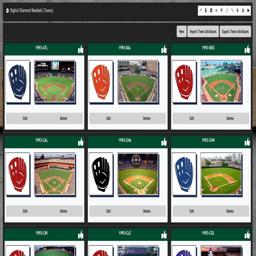 Digital Diamond Baseball (Teams)
New Import Team Attributes Export Team Attributes
1993-ATL 1993-BAL 1993-BOS
Edit Delete Edit Delete Edit Delete
1993-CAL 1993-CHA 1993-CHN
Edit Delete Edit Delete Edit Delete
1993-CIN 1993-CLE 1993-COL